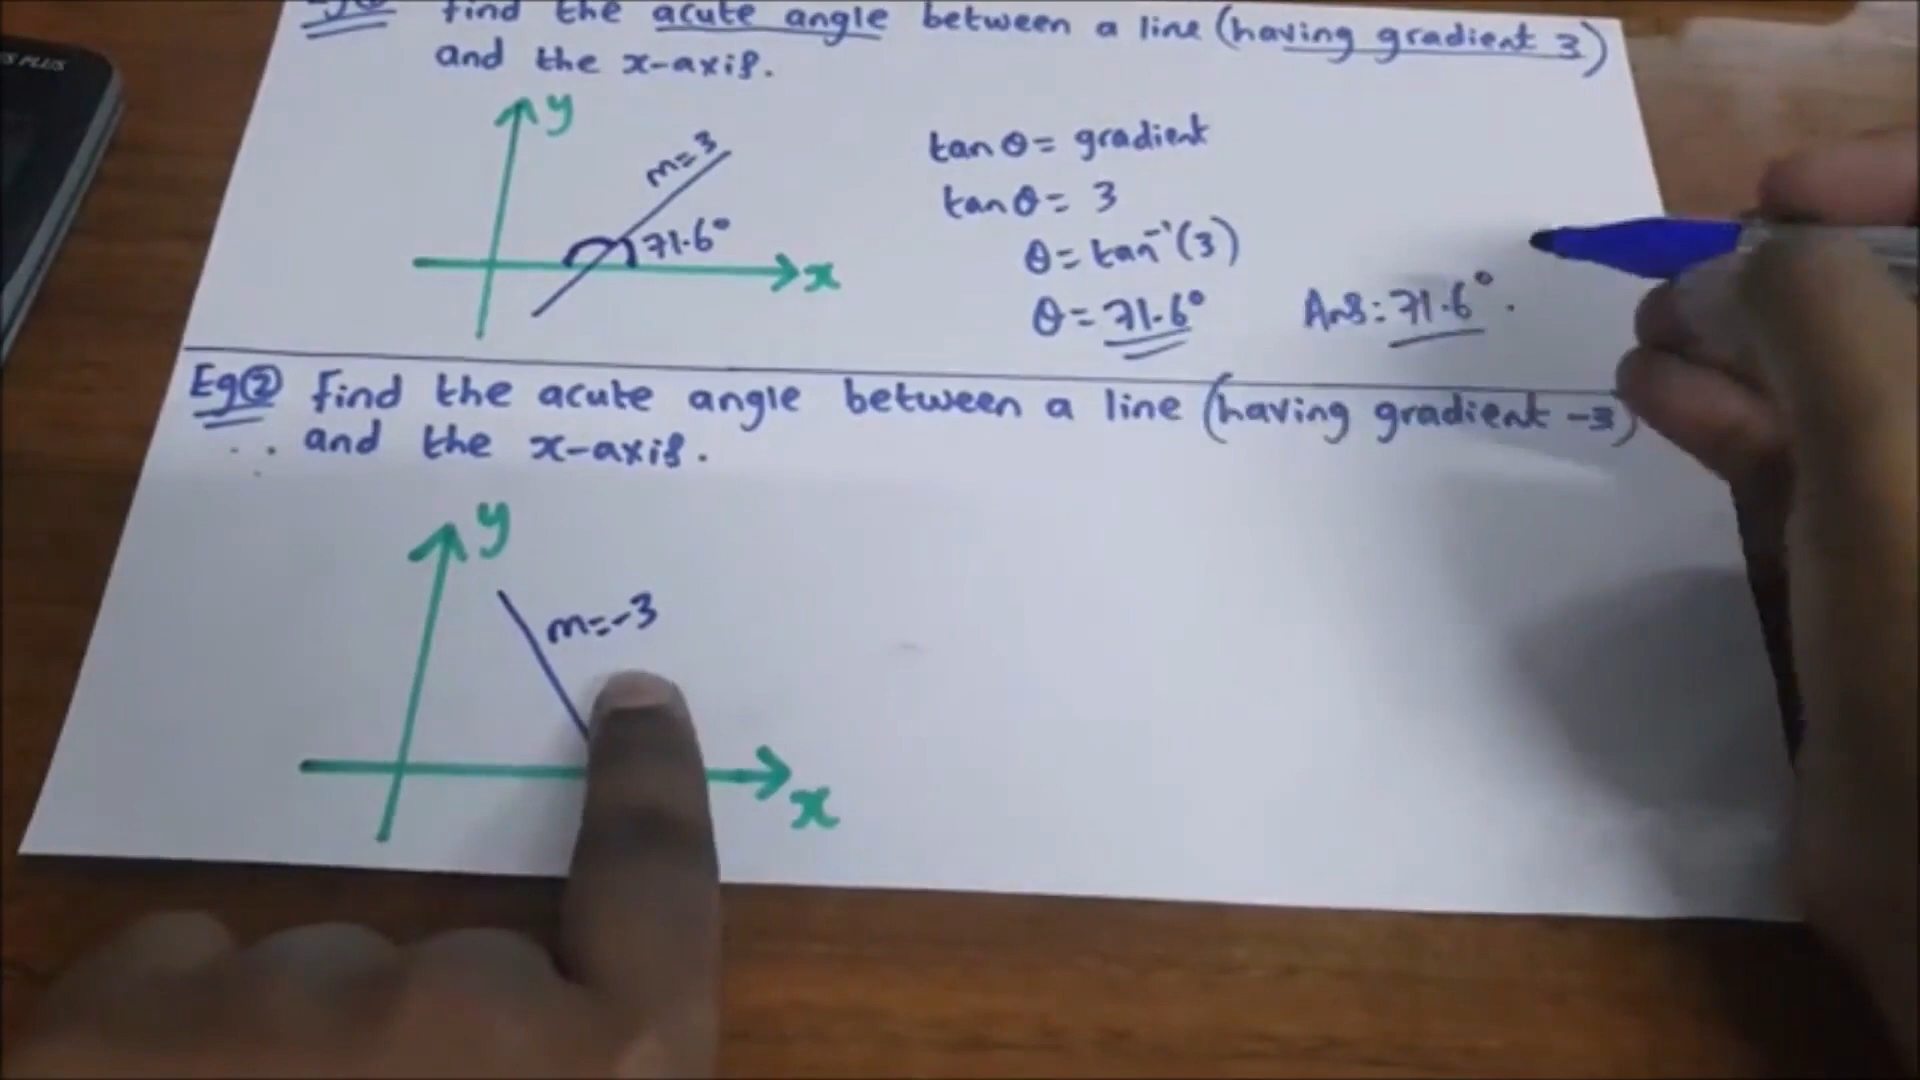 find the acute angle between a line (having gradient 3)
and the x-axis.
y
m=3
71.6°
x
tan θ = gradient
tan θ = 3
θ = tan⁻¹(3)
θ = 71.6°
Ans: 71.6°.
Eg② find the acute angle between a line (having gradient -3)
and the x-axis.
y
m=-3
x
PLUS